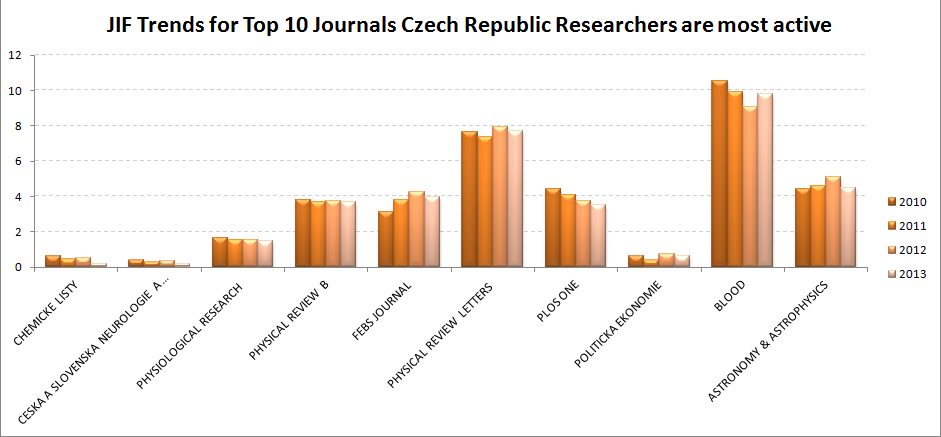 JIF Trends for Top 10 Journals Czech Republic Researchers are most active
12
10
8
6
4
2
0
CHEMICKE LISTY
CESKA A SLOVENSKA NEUROLOGIE A…
PHYSIOLOGICAL RESEARCH
PHYSICAL REVIEW B
FEBS JOURNAL
PHYSICAL REVIEW LETTERS
PLOS ONE
POLITICKA EKONOMIE
BLOOD
ASTRONOMY & ASTROPHYSICS
2010
2011
2012
2013